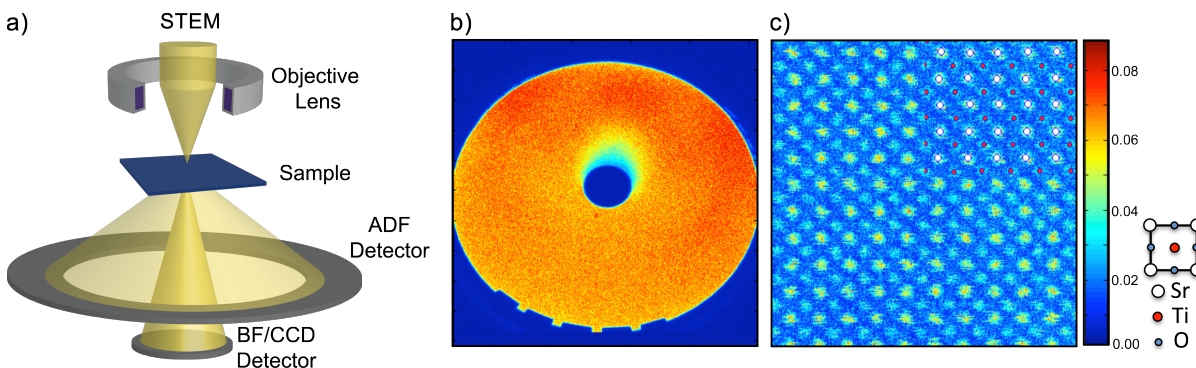 a)
STEM
Objective
Lens
Sample
ADF
Detector
BF/CCD
Detector
b)
c)
0.08
0.06
0.04
0.02
0.00
Sr
Ti
O